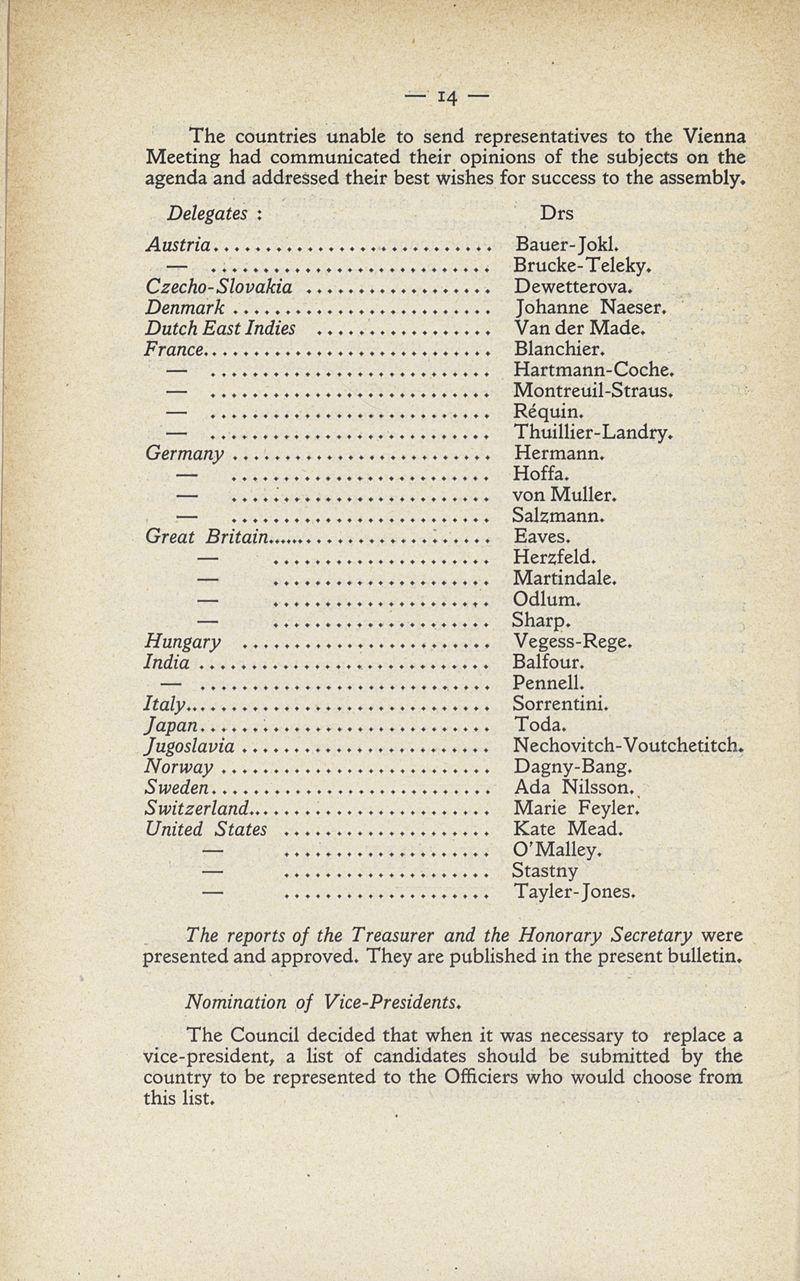 — 14 —
The countries unable to send representatives to the Vienna
Meeting had communicated their opinions of the subjects on the
agenda and addressed their best wishes for success to the assembly.
Delegates : Drs
Austria........................... Bauer-Jokl.
— ........................... Brucke-Teleky.
Czecho-Slovakia .................. Dewetterova.
Denmark ......................... Johanne Naeser.
Dutch East Indies ................. Van der Made.
France............................ Blanchier.
— ........................... Hartmann-Coche.
— ........................... Montreuil-Straus.
— ........................... Réquin.
— ........................... Thuillier-Landry.
Germany ......................... Hermann.
— ......................... Hoffa.
— ......................... von Muller.
— ......................... Salzmann.
Great Britain........................ Eaves.
— ..................... Herzfeld.
— ..................... Martindale.
— ..................... Odlum.
— ..................... Sharp.
Hungary ........................ Vegess-Rege.
India ............................ Balfour.
— ............................ Pennell.
Italy.............................. Sorrentini.
Japan............................ Toda.
Jugoslavia ........................ Nechovitch-Voutchetitch.
Norway .......................... Dagny-Bang.
Sweden........................... Ada Nilsson.
Switzerland........................ Marie Feyler.
United States .................... Kate Mead.
— .................... O'Malley.
— .................... Stastny
— .................... Tayler-Jones.
The reports of the Treasurer and the Honorary Secretary were
presented and approved. They are published in the present bulletin.
Nomination of Vice-Presidents.
The Council decided that when it was necessary to replace a
vice-president, a list of candidates should be submitted by the
country to be represented to the Officiers who would choose from
this list.